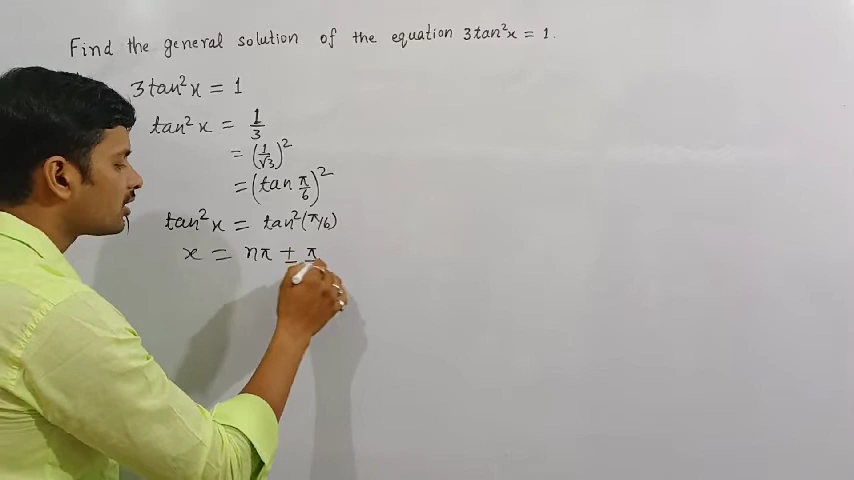 Find the general solution of the equation 3tan²x = 1.
3tan²x = 1
tan²x = 1/3
= (1/√3)²
= (tan π/6)²
tan²x = tan²(π/6)
x = nπ ± π